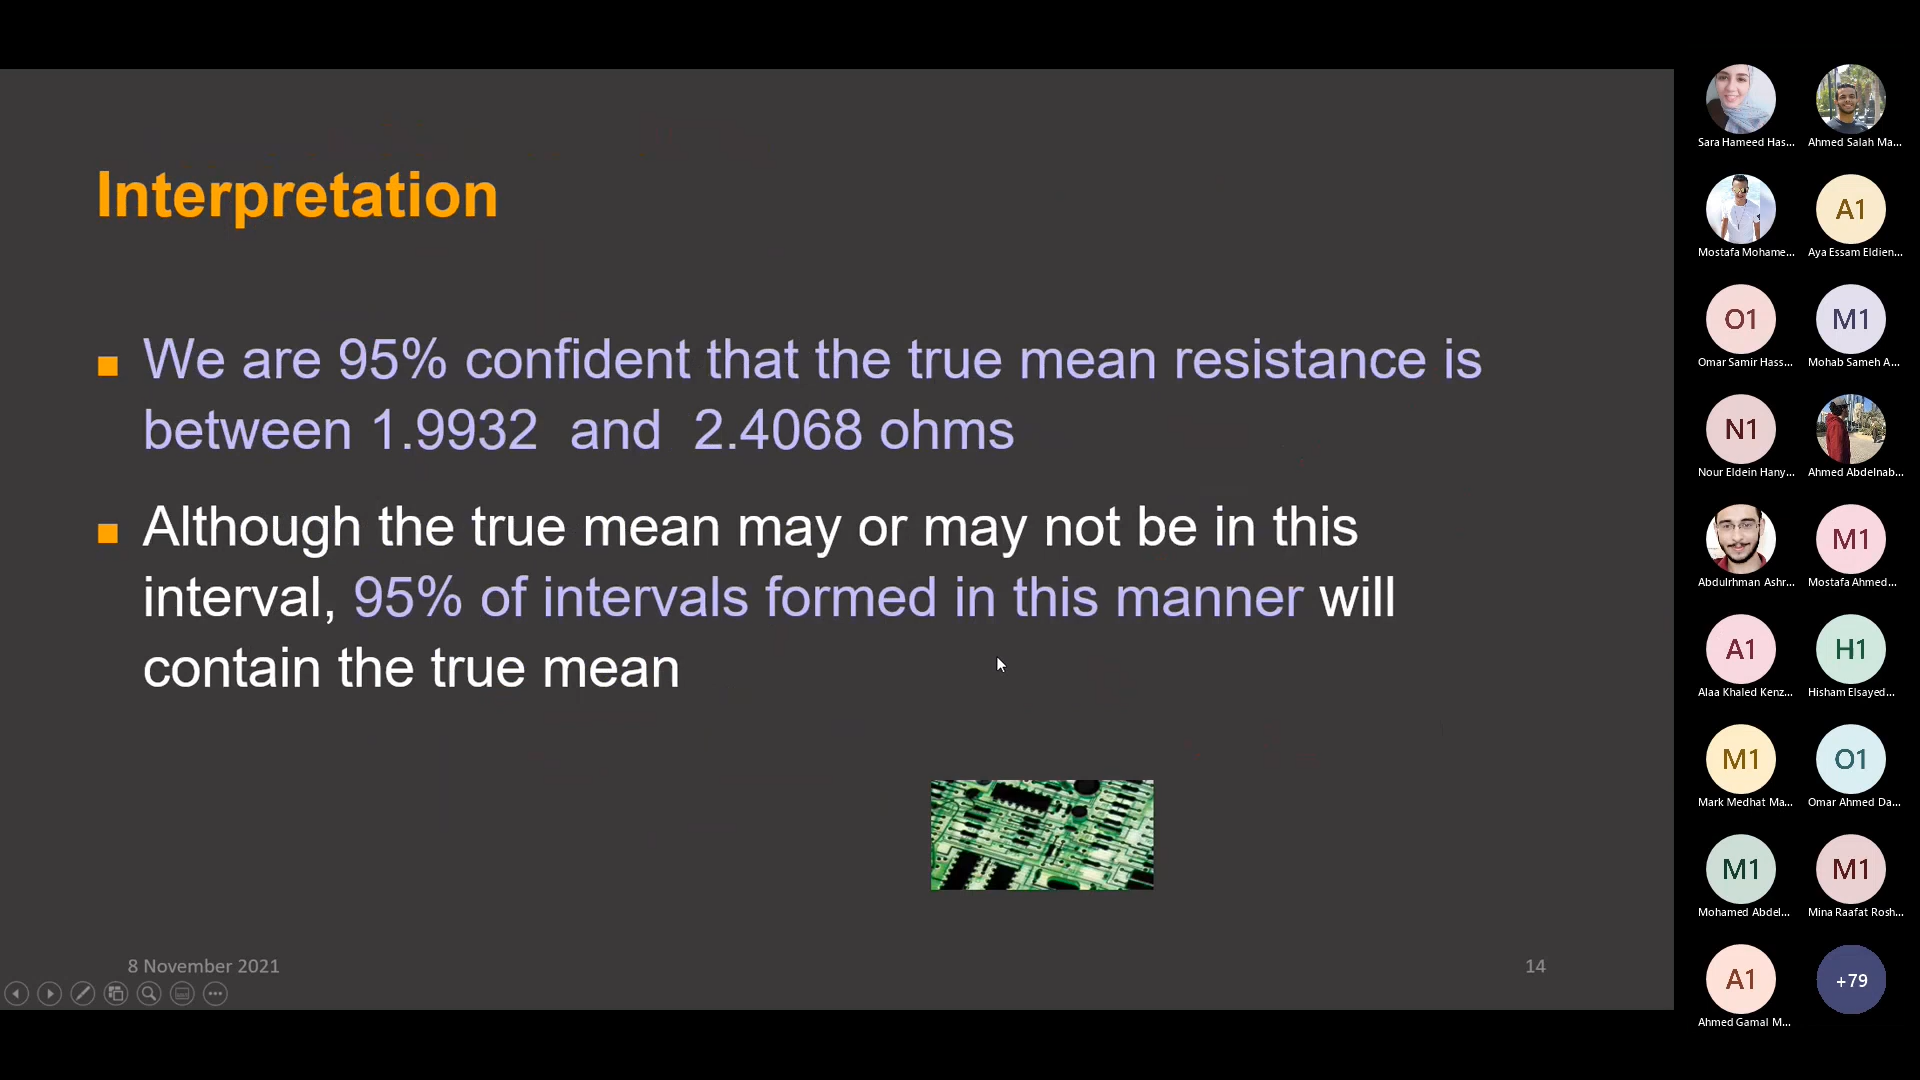 Interpretation
We are 95% confident that the true mean resistance is
between 1.9932 and 2.4068 ohms
Although the true mean may or may not be in this
interval, 95% of intervals formed in this manner will
contain the true mean
8 November 2021
14
Sara Hameed Has...
Ahmed Salah Ma...
Mostafa Mohame...
A1
Aya Essam Eldien...
O1
Omar Samir Hass...
M1
Mohab Sameh A...
N1
Nour Eldein Hany...
Ahmed Abdelnab...
Abdulrhman Ashr...
M1
Mostafa Ahmed...
A1
Alaa Khaled Kenz...
H1
Hisham Elsayed...
M1
Mark Medhat Ma...
O1
Omar Ahmed Da...
M1
Mohamed Abdel...
M1
Mina Raafat Rosh...
A1
Ahmed Gamal M...
+79